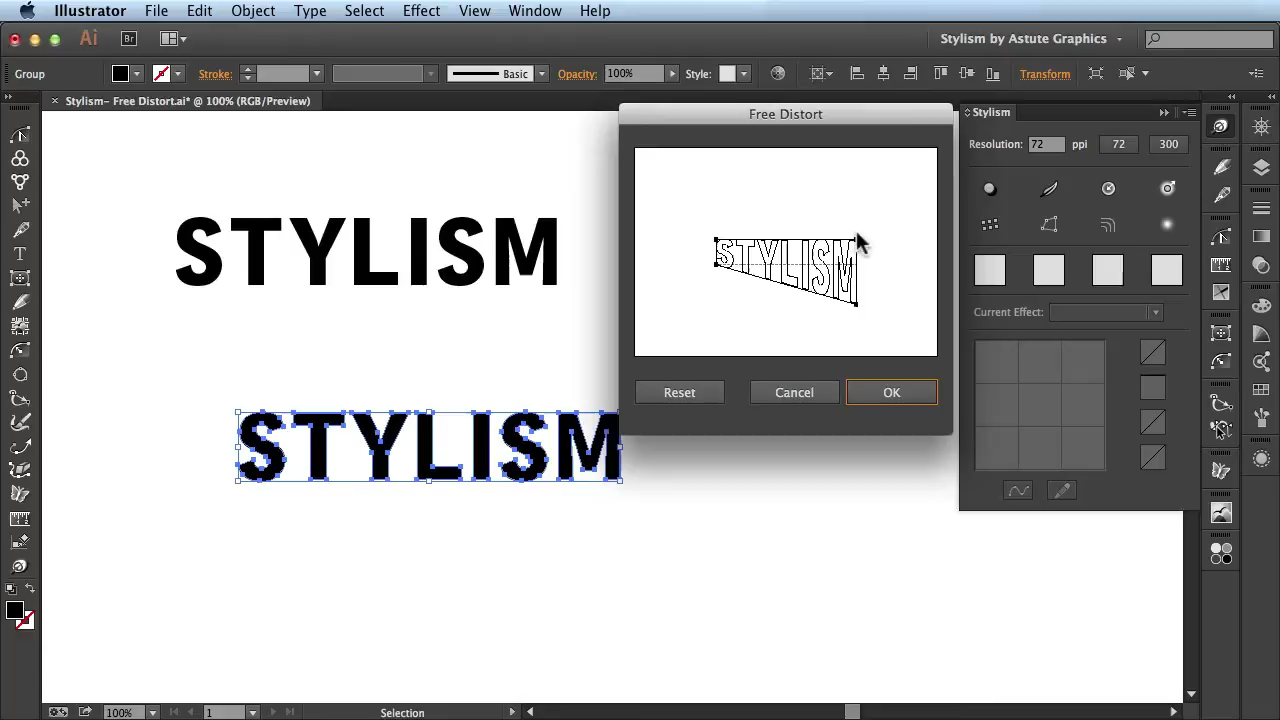 Illustrator File Edit Object Type Select Effect View Window Help
Ai Br Stylism by Astute Graphics
Group Stroke: Basic Opacity: 100% Style: Transform
× Stylism- Free Distort.ai* @ 100% (RGB/Preview)
Free Distort
Stylism
Resolution: 72 ppi 72 300
STYLISM
STYLISM
Current Effect:
Reset Cancel OK
STYLISM
100% 1 Selection